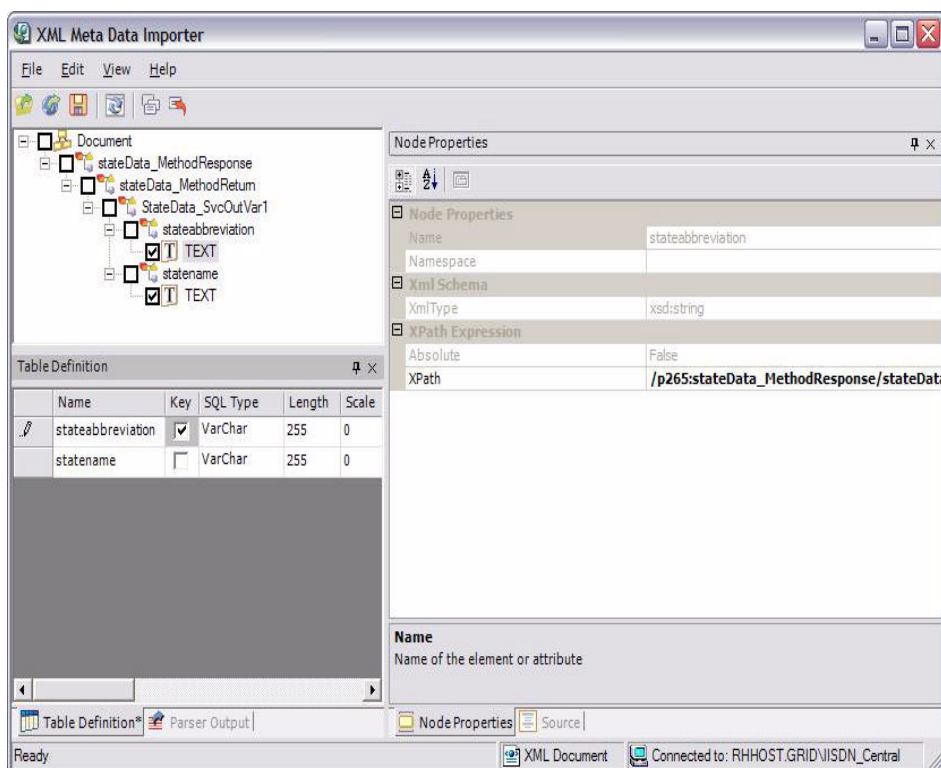 XML Meta Data Importer
File Edit View Help
Document
stateData_MethodResponse
stateData_MethodReturn
StateData_SvcOutVar1
stateabbreviation
T TEXT
statename
T TEXT
Table Definition
Name Key SQL Type Length Scale
stateabbreviation VarChar 255 0
statename VarChar 255 0
Table Definition* Parser Output
Node Properties
A Z
Node Properties
Name stateabbreviation
Namespace
Xml Schema
XmlType xsd:string
XPath Expression
Absolute False
XPath /p265:stateData_MethodResponse/stateData
Name
Name of the element or attribute
Node Properties Source
Ready XML Document Connected to: RHHOST.GRID\IISDN_Central